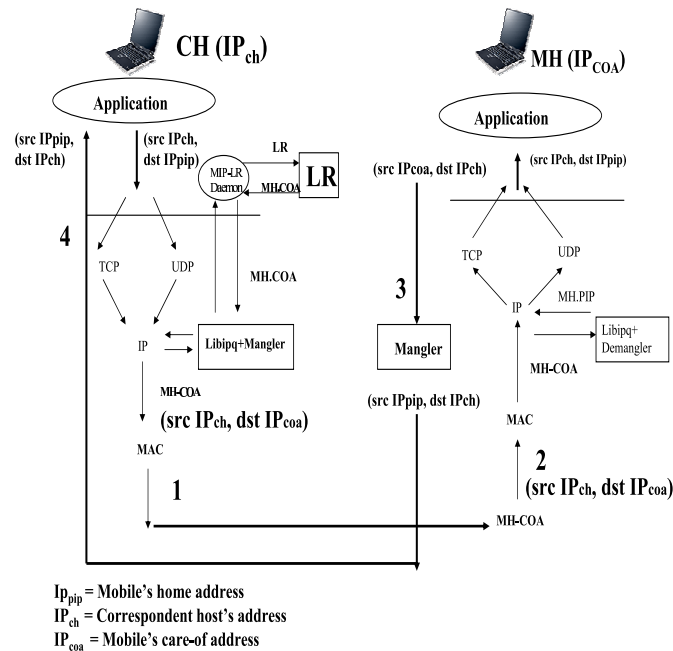 CH (IPch)
MH (IPCOA)
Application
Application
(src IPpip,
dst IPch)
(src IPch,
dst IPpip)
LR
MIP-LR
Daemon
MH.COA
LR
(src IPcoa, dst IPch)
(src IPch, dst IPpip)
4
TCP
UDP
MH.COA
3
TCP
UDP
IP
Libipq+Mangler
Mangler
IP
MH.PIP
Libipq+
Demangler
MH-COA
MH-COA
(src IPch, dst IPcoa)
(src IPpip, dst IPch)
MAC
MAC
1
2
(src IPch, dst IPcoa)
MH-COA
Ippip = Mobile's home address
IPch = Correspondent host's address
IPcoa = Mobile's care-of address